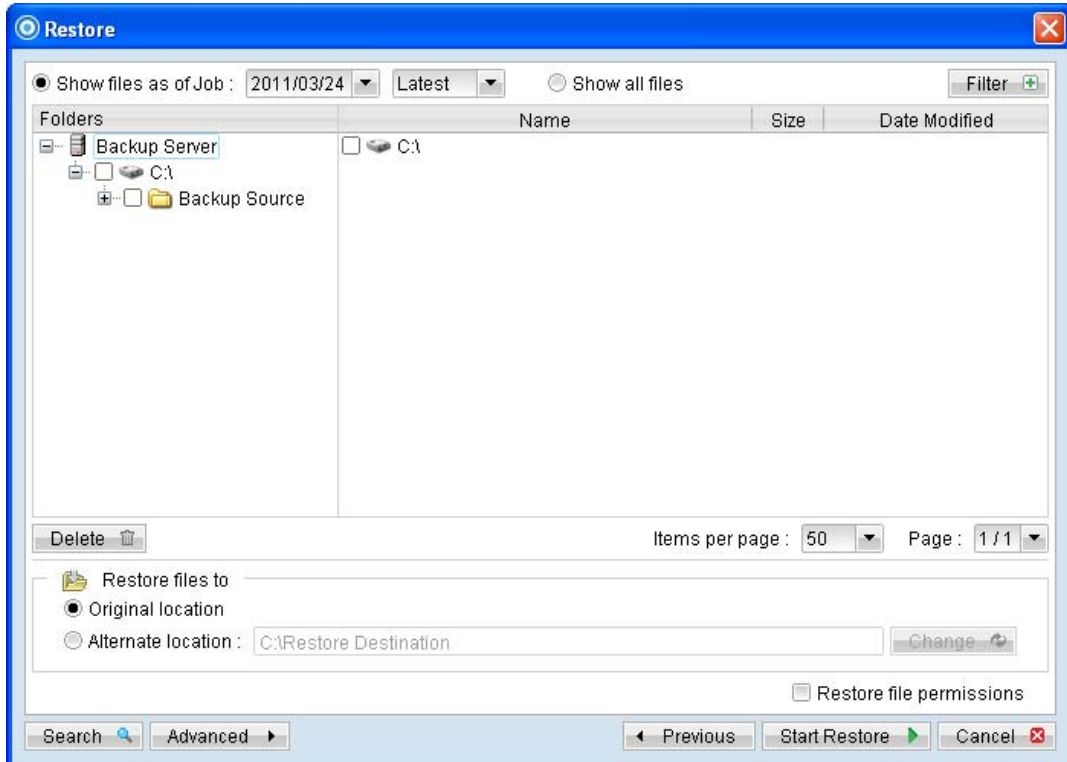 Restore
Show files as of Job : 2011/03/24 Latest Show all files Filter
Folders Name Size Date Modified
Backup Server C:\
C:\
Backup Source
Delete Items per page : 50 Page : 1 / 1
Restore files to
Original location
Alternate location : C:\Restore Destination Change
Restore file permissions
Search Advanced Previous Start Restore Cancel